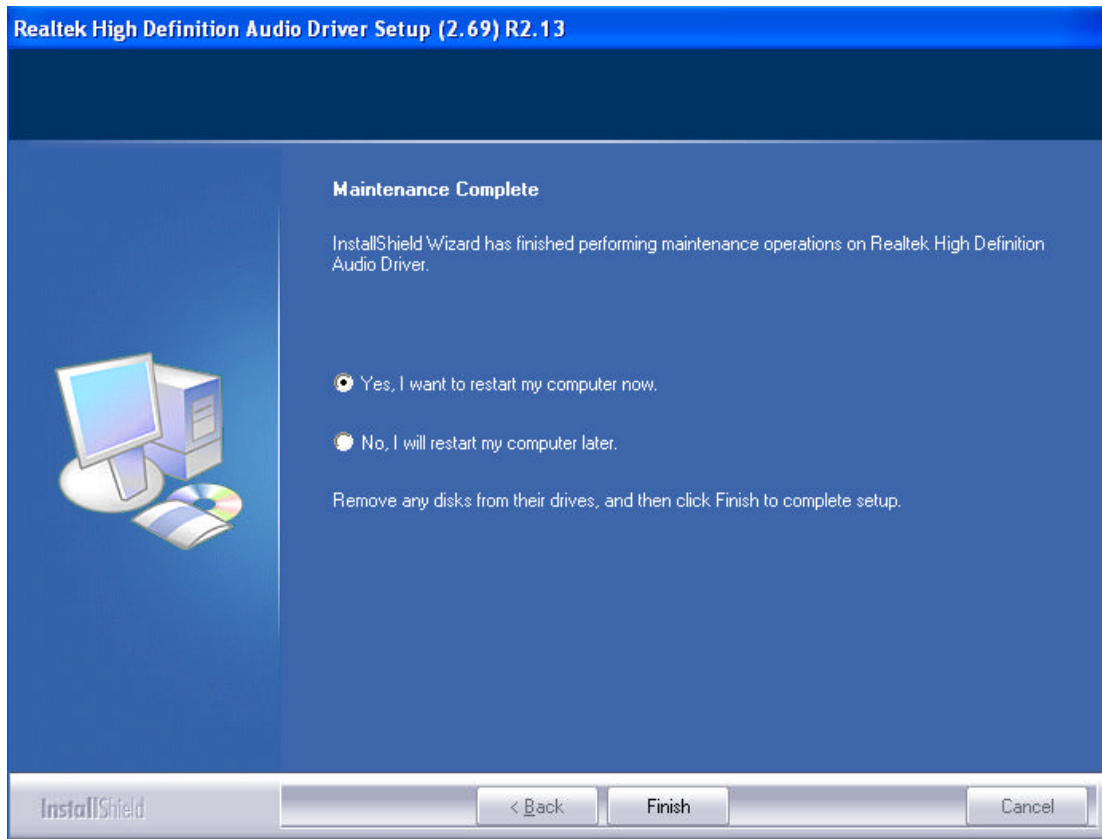 Realtek High Definition Audio Driver Setup (2.69) R2.13
Maintenance Complete
InstallShield Wizard has finished performing maintenance operations on Realtek High Definition
Audio Driver.
Yes, I want to restart my computer now.
No, I will restart my computer later.
Remove any disks from their drives, and then click Finish to complete setup.
InstallShield
< Back
Finish
Cancel